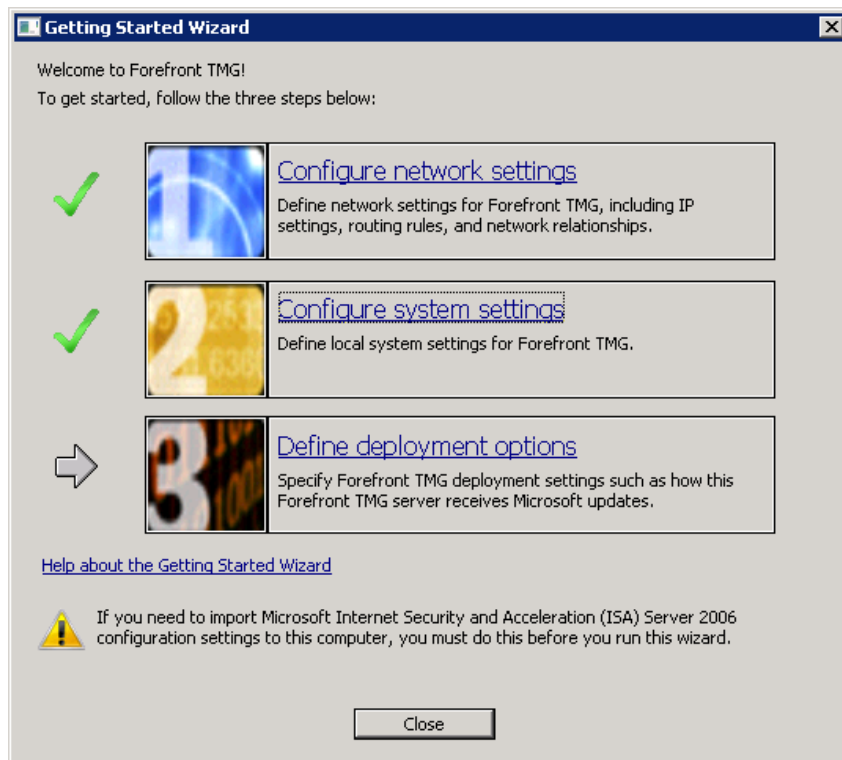 Getting Started Wizard
Welcome to Forefront TMG!
To get started, follow the three steps below:
1
Configure network settings
Define network settings for Forefront TMG, including IP
settings, routing rules, and network relationships.
2
Configure system settings
Define local system settings for Forefront TMG.
3
Define deployment options
Specify Forefront TMG deployment settings such as how this
Forefront TMG server receives Microsoft updates.
Help about the Getting Started Wizard
If you need to import Microsoft Internet Security and Acceleration (ISA) Server 2006
configuration settings to this computer, you must do this before you run this wizard.
Close